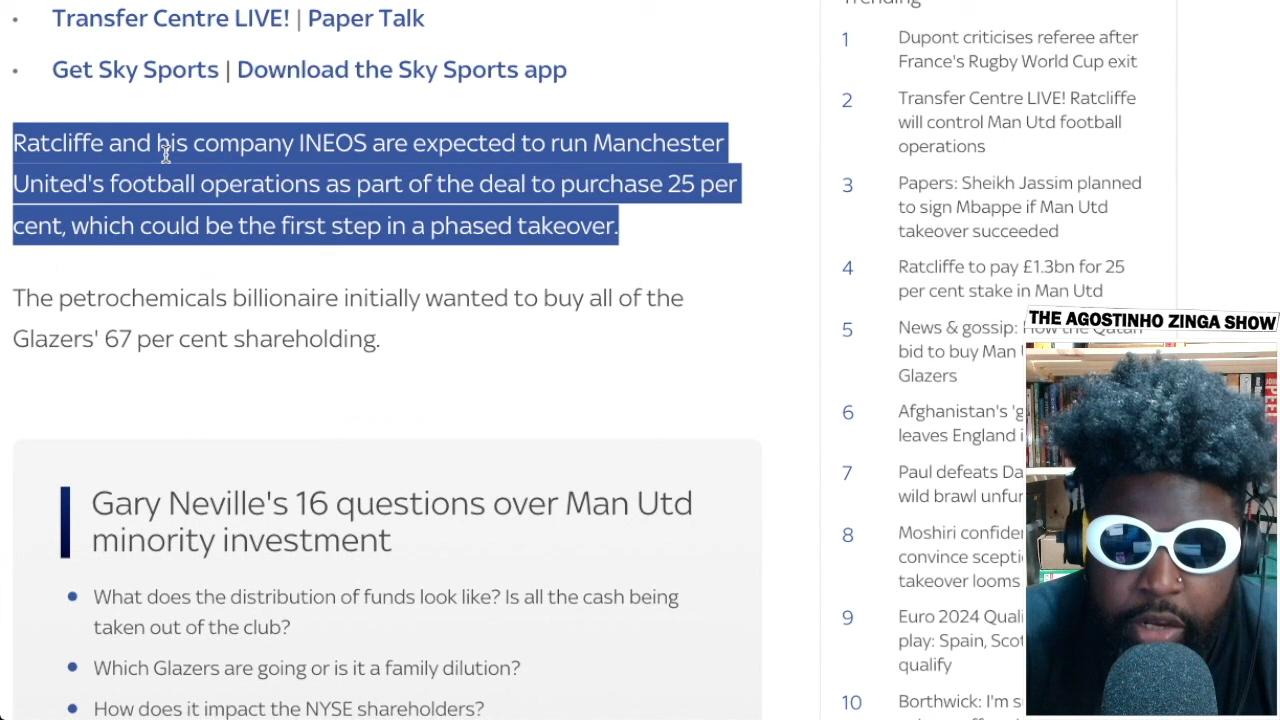 Transfer Centre LIVE! | Paper Talk
Get Sky Sports | Download the Sky Sports app
Ratcliffe and his company INEOS are expected to run Manchester
United's football operations as part of the deal to purchase 25 per
cent, which could be the first step in a phased takeover.
The petrochemicals billionaire initially wanted to buy all of the
Glazers' 67 per cent shareholding.
Gary Neville's 16 questions over Man Utd
minority investment
What does the distribution of funds look like? Is all the cash being
taken out of the club?
Which Glazers are going or is it a family dilution?
How does it impact the NYSE shareholders?
Trending
1 Dupont criticises referee after
France's Rugby World Cup exit
2 Transfer Centre LIVE! Ratcliffe
will control Man Utd football
operations
3 Papers: Sheikh Jassim planned
to sign Mbappe if Man Utd
takeover succeeded
4 Ratcliffe to pay £1.3bn for 25
per cent stake in Man Utd
5 News & gossip: How the Qatari
bid to buy Man
Glazers
6 Afghanistan's
leaves England
7 Paul defeats
wild brawl
8 Moshiri
convince
takeover looms
9 Euro 2024
play: Spain,
qualify
10 Borthwick: I'm
THE AGOSTINHO ZINGA SHOW